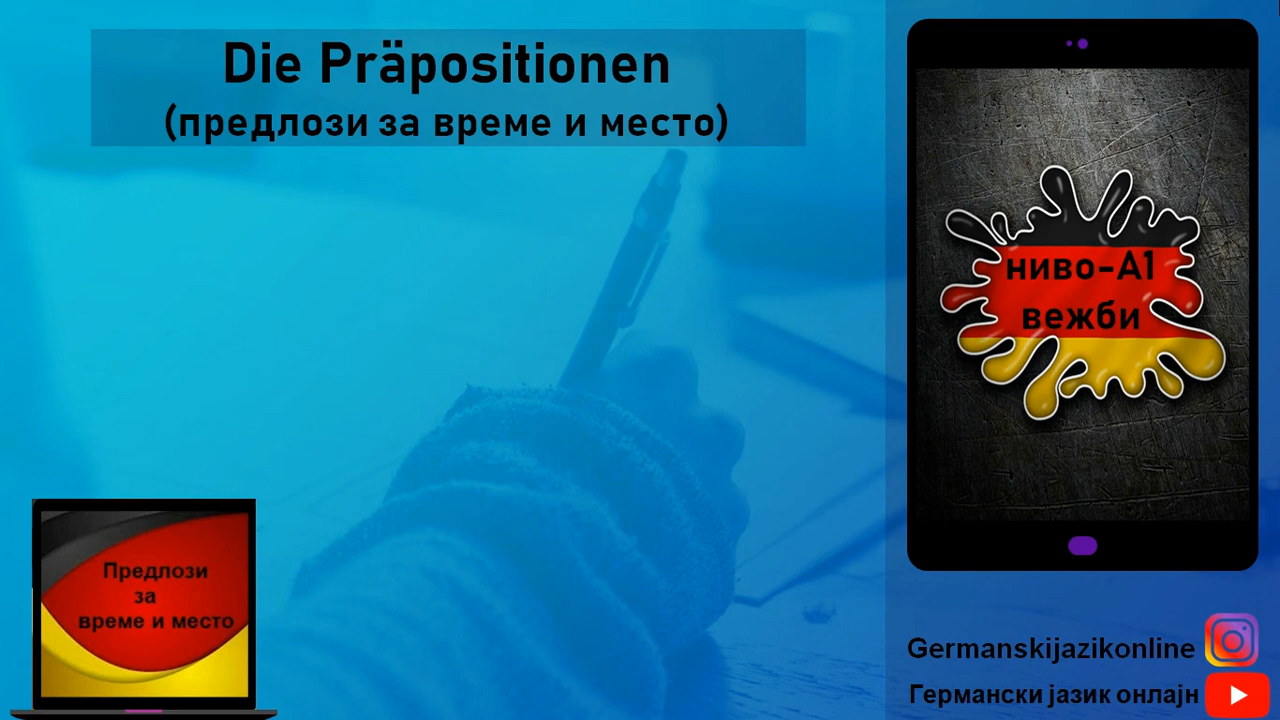 Die Präpositionen
(предлози за време и место)
ниво-А1
вежби
Предлози
за
време и место
Germanskijazikonline
Германски јазик онлајн